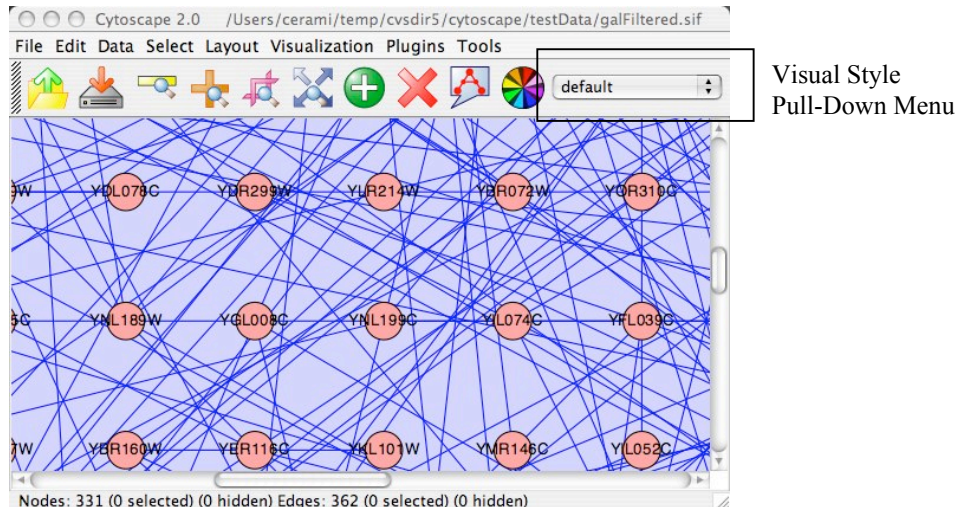 Cytoscape 2.0 /Users/cerami/temp/cvsdir5/cytoscape/testData/galFiltered.sif
File Edit Data Select Layout Visualization Plugins Tools
default
Visual Style
Pull-Down Menu
YDL078C YDR299W YLR214W YBR072W YOR310C
YNL189W YGL008C YNL199C YIL074C YFL039C
YBR160W YER116C YKL101W YMR146C YIL052C
Nodes: 331 (0 selected) (0 hidden) Edges: 362 (0 selected) (0 hidden)